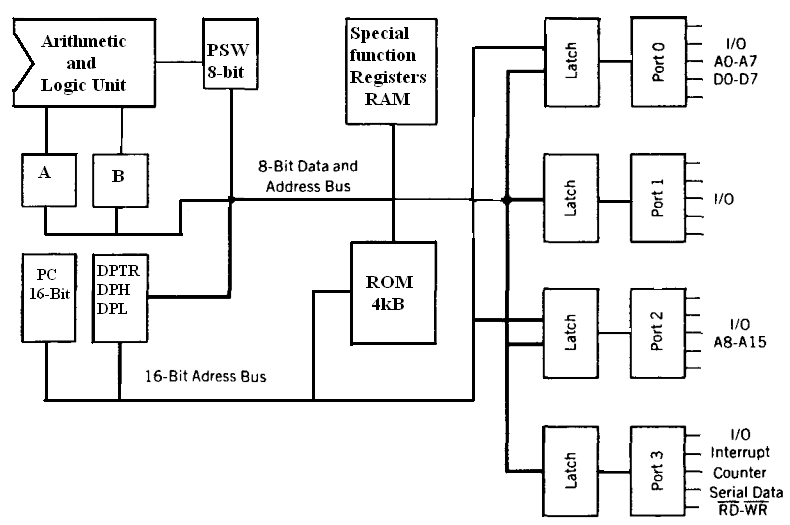 Arithmetic
and
Logic Unit
PSW
8-bit
Special
function
Registers
RAM
Latch
Port 0
I/O
A0-A7
D0-D7
A
B
8-Bit Data and
Address Bus
Latch
Port 1
I/O
PC
16-Bit
DPTR
DPH
DPL
ROM
4kB
Latch
Port 2
I/O
A8-A15
16-Bit Adress Bus
Latch
Port 3
I/O
Interrupt
Counter
Serial Data
R̅D̅-W̅R̅